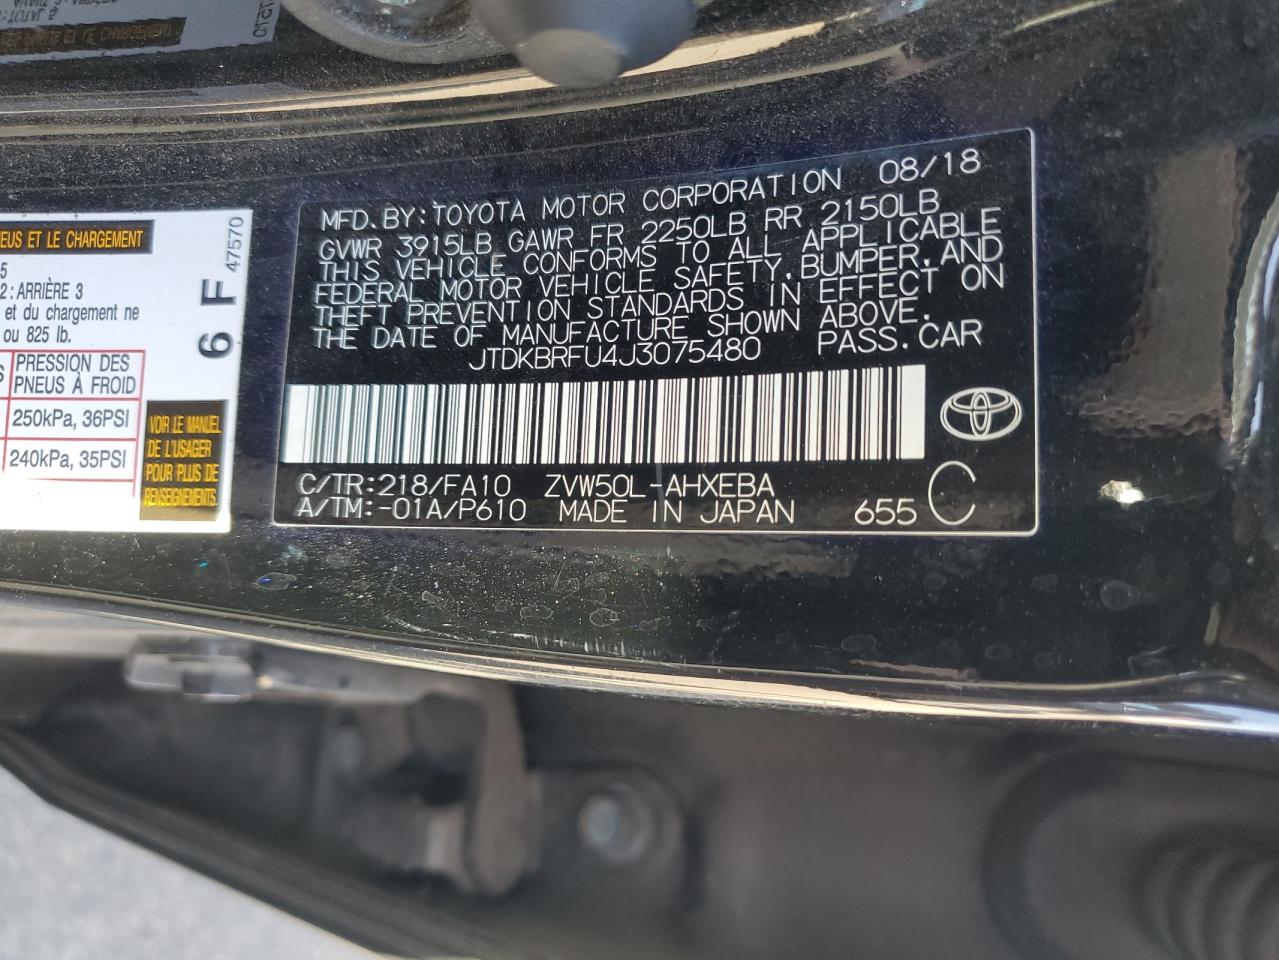 MFD.BY:TOYOTA MOTOR CORPORATION 08/18
GVWR 3915LB GAWR FR 2250LB RR 2150LB
THIS VEHICLE CONFORMS TO ALL APPLICABLE
FEDERAL MOTOR VEHICLE SAFETY,BUMPER,AND
THEFT PREVENTION STANDARDS IN EFFECT ON
THE DATE OF MANUFACTURE SHOWN ABOVE.
JTDKBRFU4J3075480 PASS.CAR
C/TR:218/FA10 ZVW50L-AHXEBA
A/TM:-01A/P610 MADE IN JAPAN 655 C
ET LE CHARGEMENT
5
2:ARRIÈRE 3
et du chargement ne
ou 825 lb.
PRESSION DES
PNEUS À FROID
250kPa, 36PSI
240kPa, 35PSI
VOIR LE MANUEL
DE L'USAGER
POUR PLUS DE
RENSEIGNEMENTS.
6 F
47570